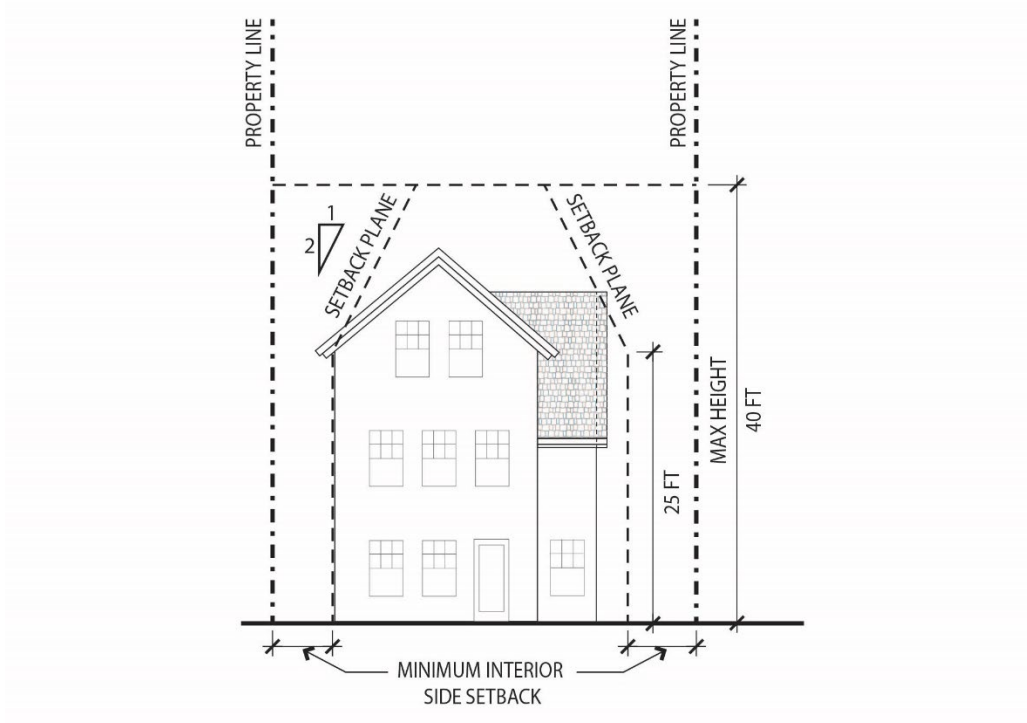 PROPERTY LINE
PROPERTY LINE
1
2
SETBACK PLANE
SETBACK PLANE
MAX HEIGHT
40 FT
25 FT
MINIMUM INTERIOR
SIDE SETBACK